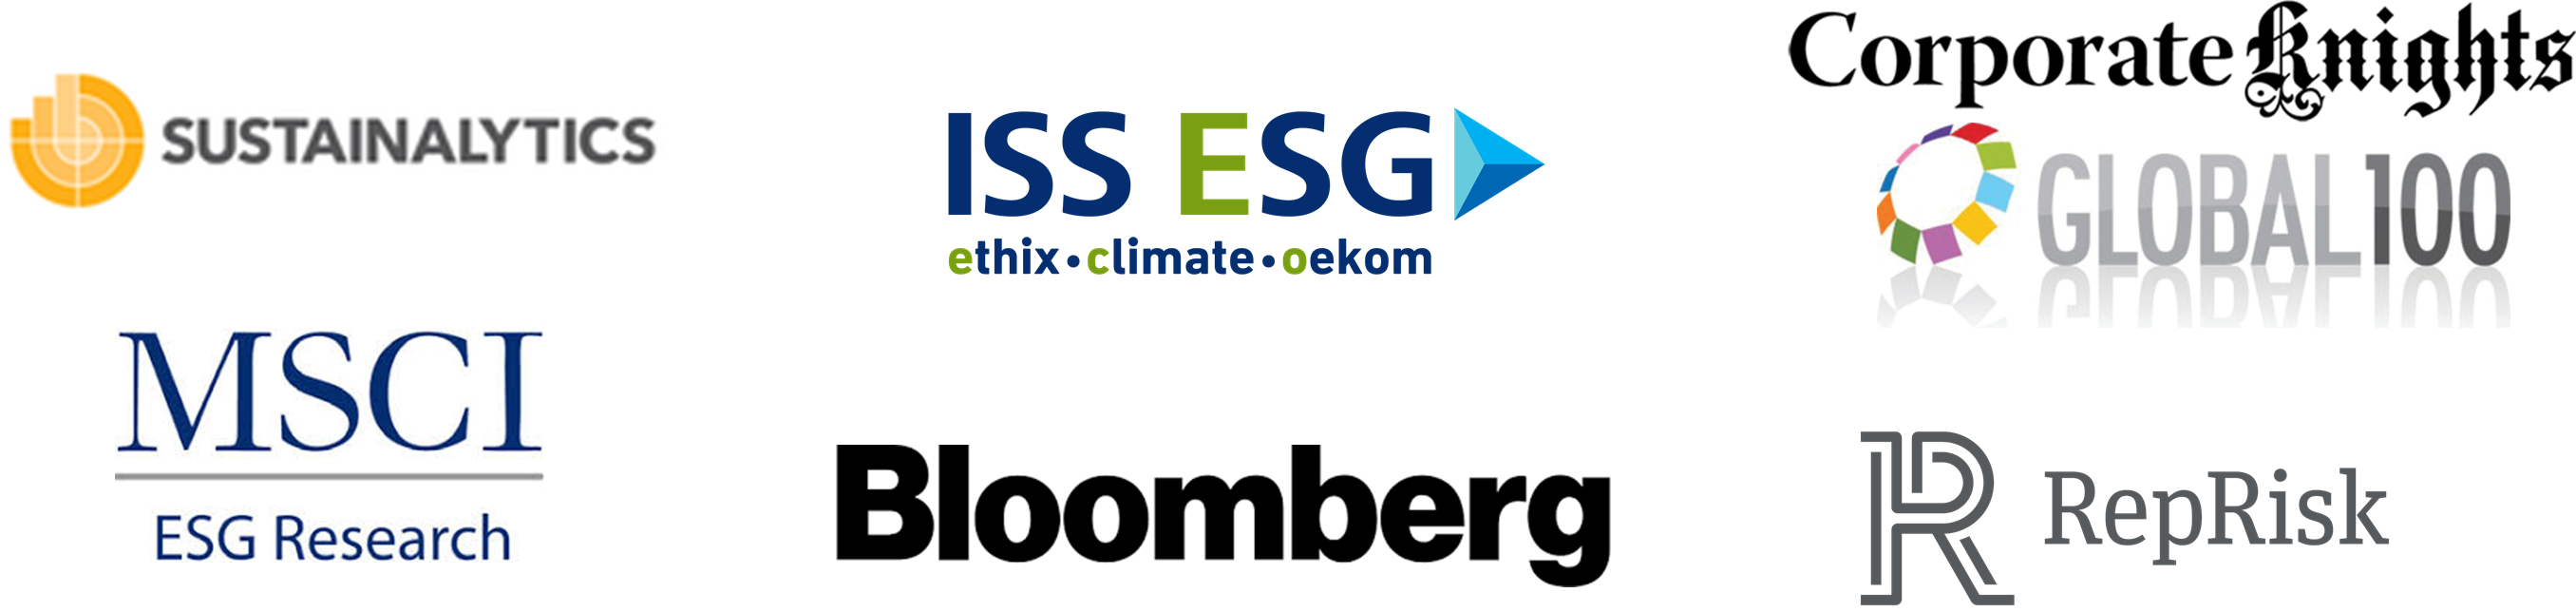 SUSTAINALYTICS
ISS ESG
ethix • climate • oekom
Corporate Knights
GLOBAL100
MSCI
ESG Research
Bloomberg
RepRisk